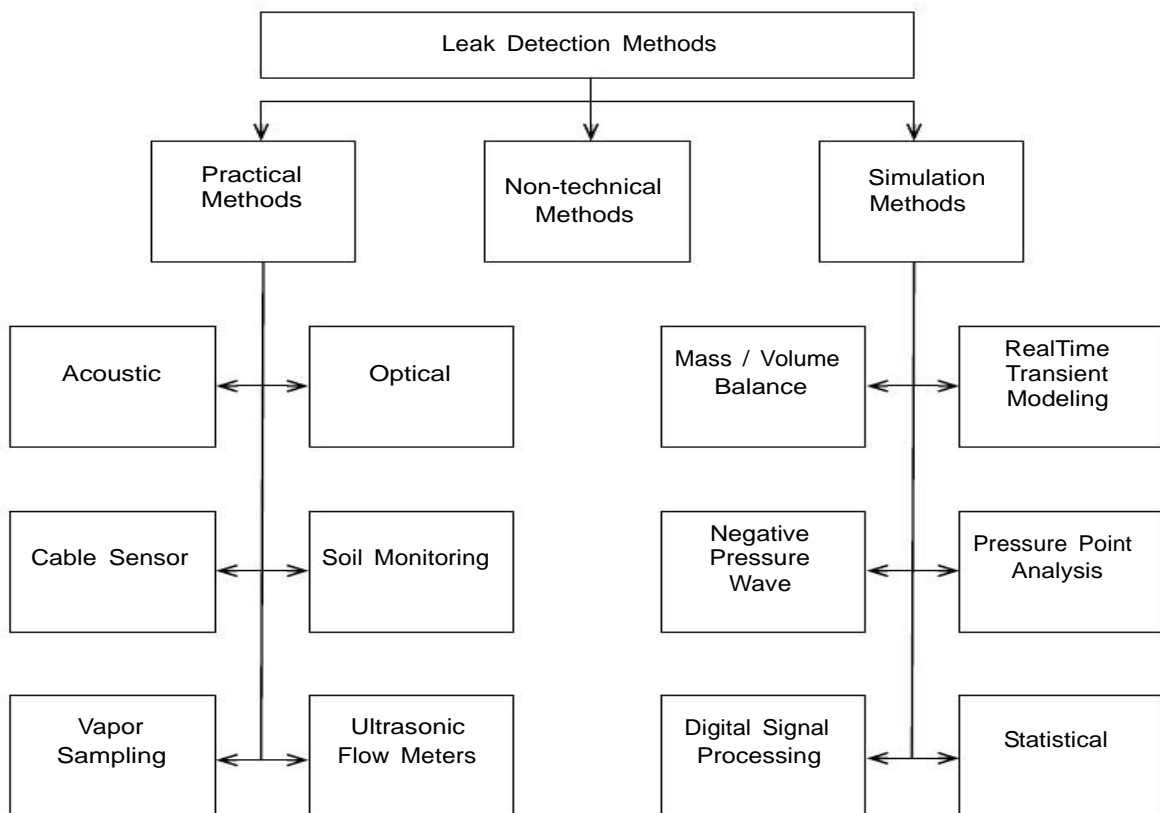 Leak Detection Methods
Practical
Methods
Non-technical
Methods
Simulation
Methods
Acoustic
Optical
Mass / Volume
Balance
RealTime
Transient
Modeling
Cable Sensor
Soil Monitoring
Negative
Pressure
Wave
Pressure Point
Analysis
Vapor
Sampling
Ultrasonic
Flow Meters
Digital Signal
Processing
Statistical